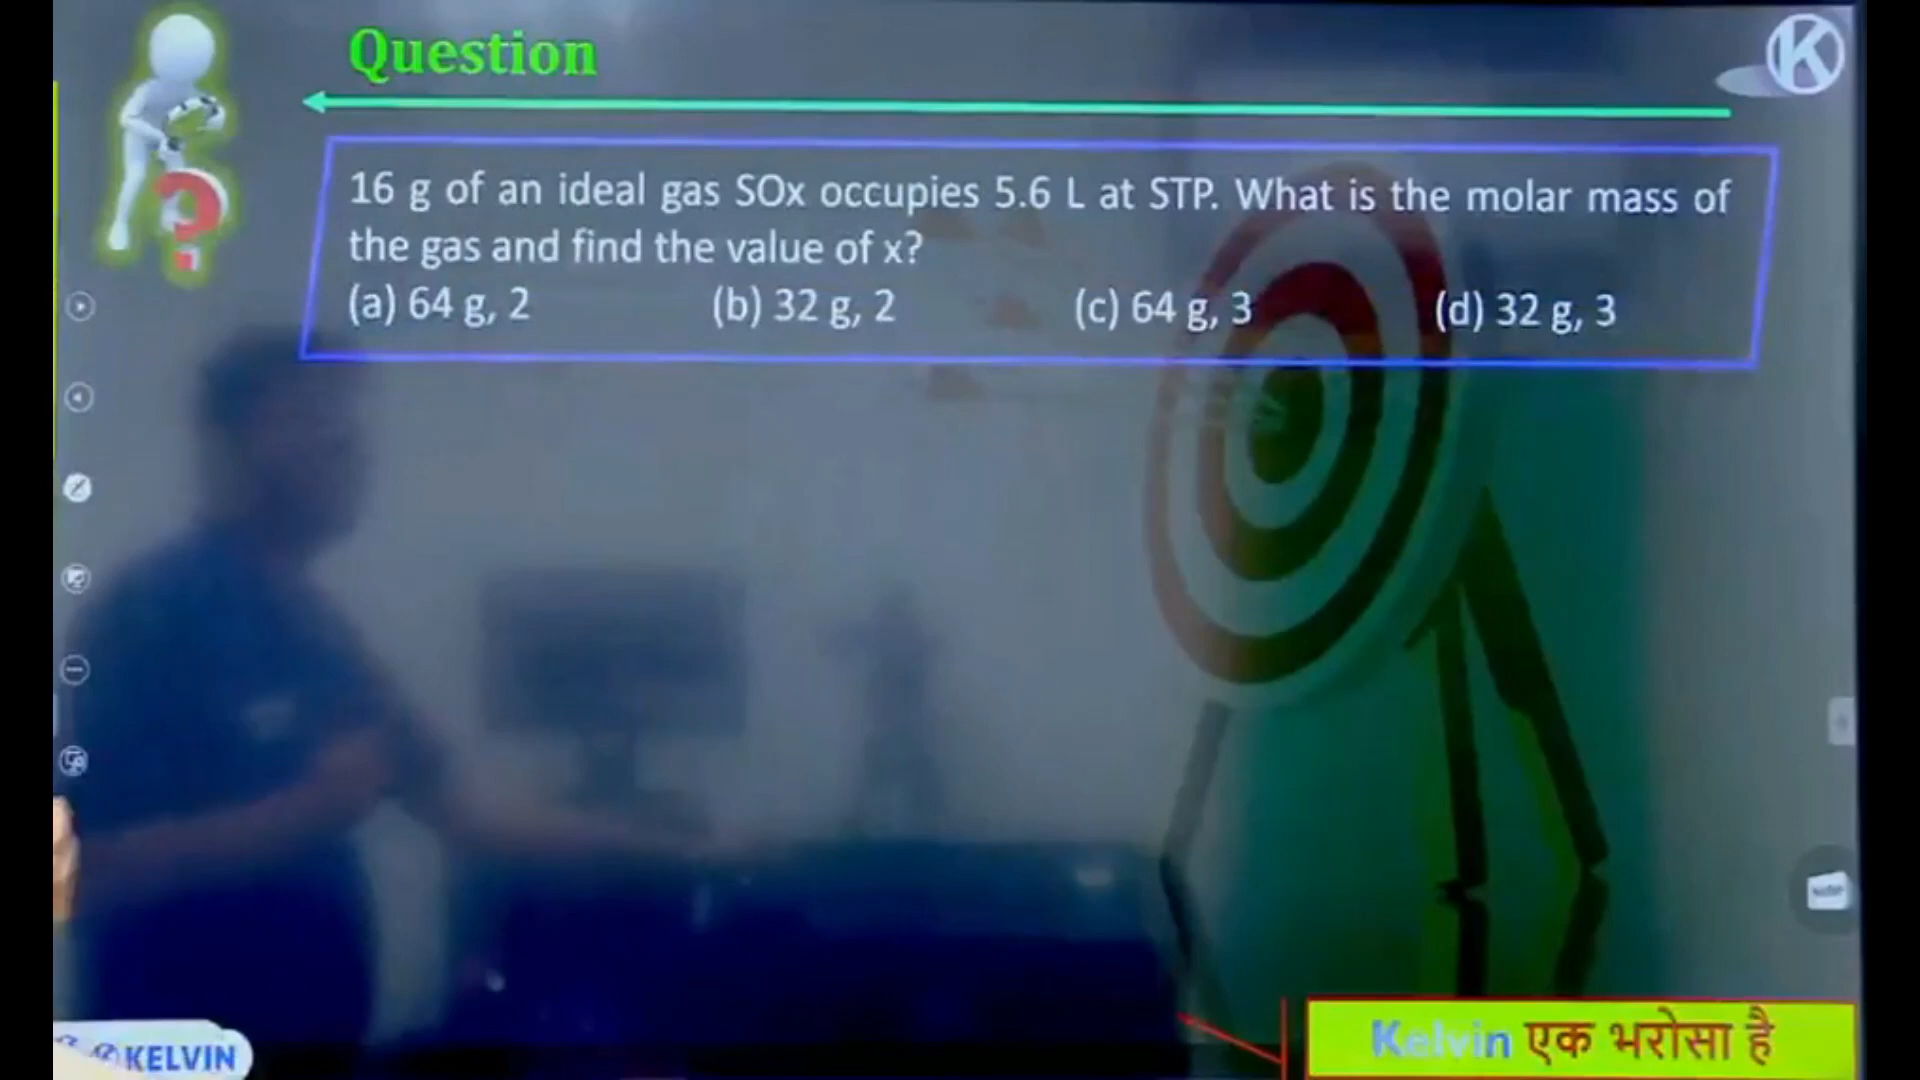 Question
16 g of an ideal gas SOx occupies 5.6 L at STP. What is the molar mass of
the gas and find the value of x?
(a) 64 g, 2 (b) 32 g, 2 (c) 64 g, 3 (d) 32 g, 3
KELVIN
Kelvin एक भरोसा है